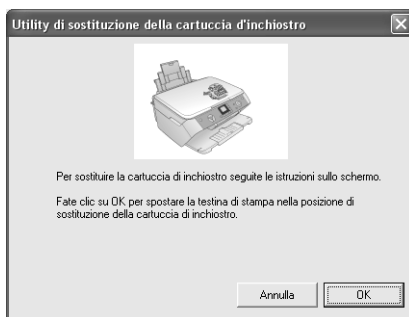 Utility di sostituzione della cartuccia d'inchiostro
Per sostituire la cartuccia di inchiostro seguite le istruzioni sullo schermo.
Fate clic su OK per spostare la testina di stampa nella posizione di
sostituzione della cartuccia di inchiostro.
Annulla
OK